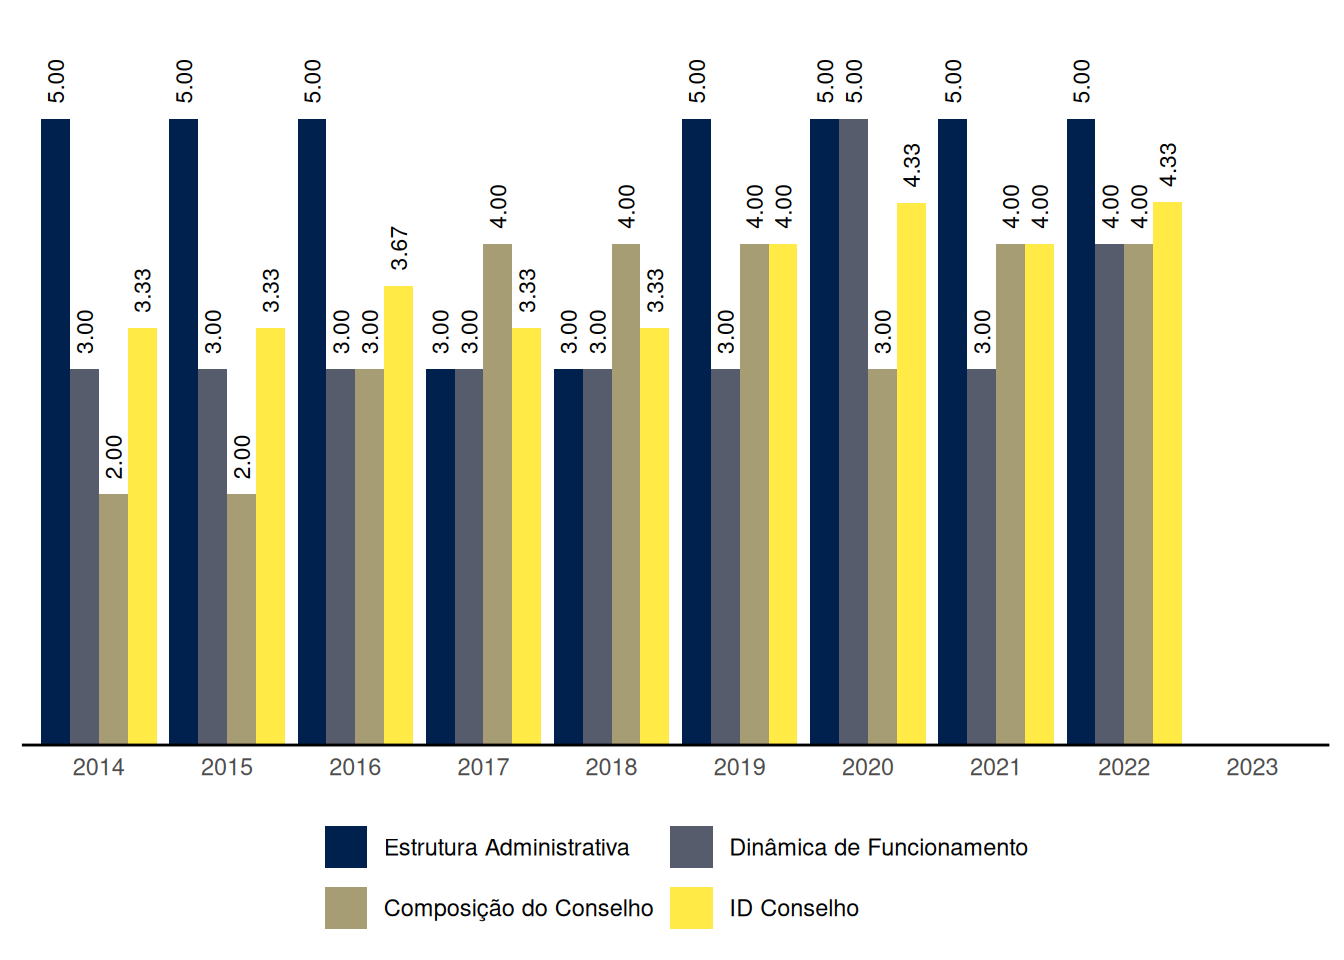 5.00 3.00 2.00 3.33
5.00 3.00 2.00 3.33
5.00 3.00 3.00 3.67
3.00 3.00 4.00 3.33
3.00 3.00 4.00 3.33
5.00 3.00 4.00 4.00
5.00 5.00 3.00 4.33
5.00 3.00 4.00 4.00
5.00 4.00 4.00 4.33
2014 2015 2016 2017 2018 2019 2020 2021 2022 2023
Estrutura Administrativa Dinâmica de Funcionamento
Composição do Conselho ID Conselho